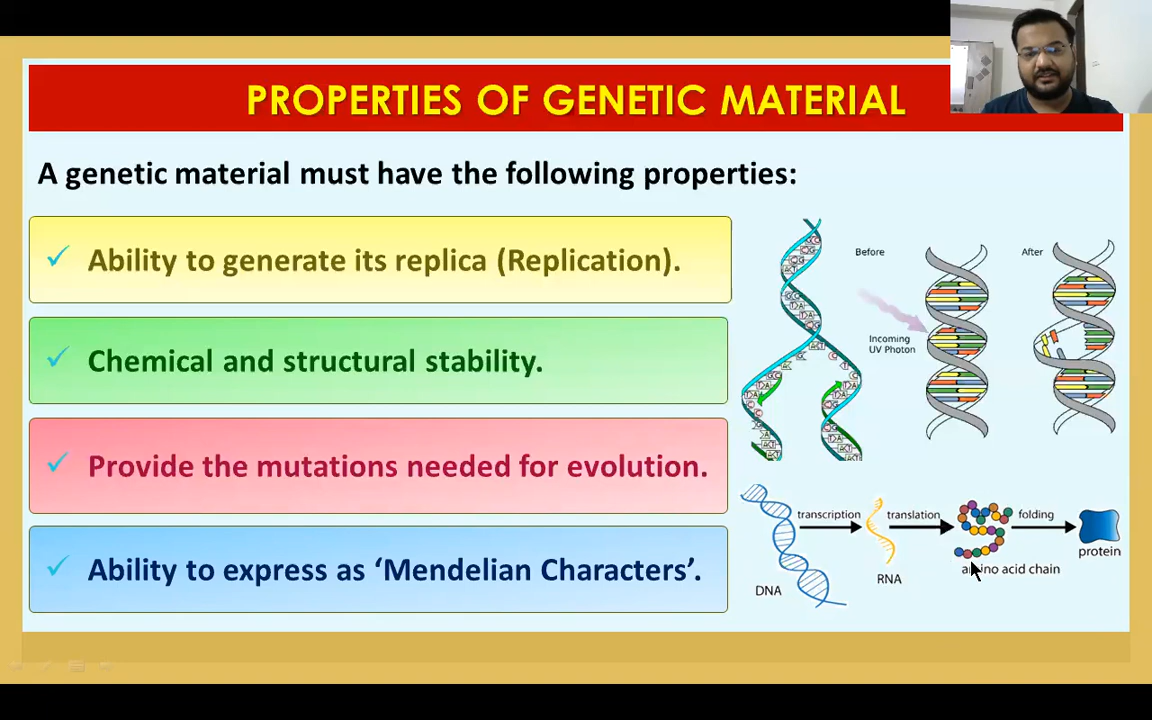 PROPERTIES OF GENETIC MATERIAL
A genetic material must have the following properties:
Ability to generate its replica (Replication).
Chemical and structural stability.
Provide the mutations needed for evolution.
Ability to express as ‘Mendelian Characters’.
Before
After
Incoming
UV Photon
transcription
translation
folding
DNA
RNA
amino acid chain
protein